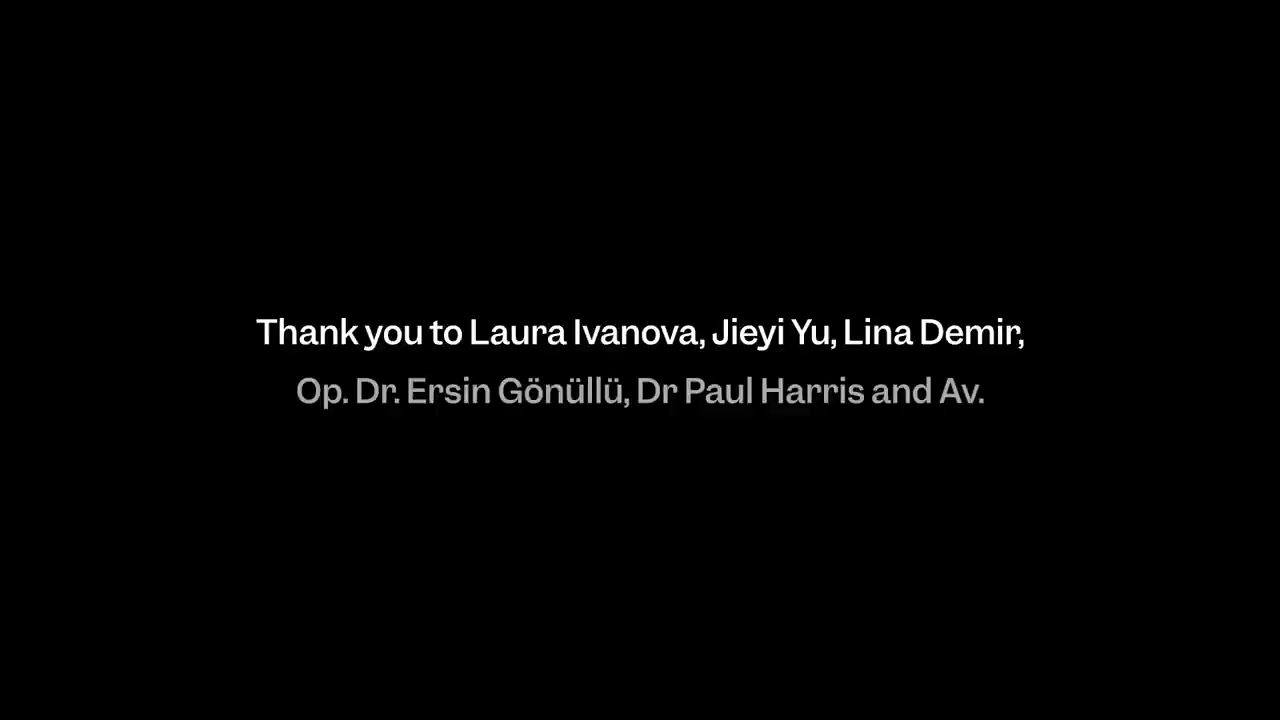 Thank you to Laura Ivanova, Jieyi Yu, Lina Demir,
Op. Dr. Ersin Gönüllü, Dr Paul Harris and Av.